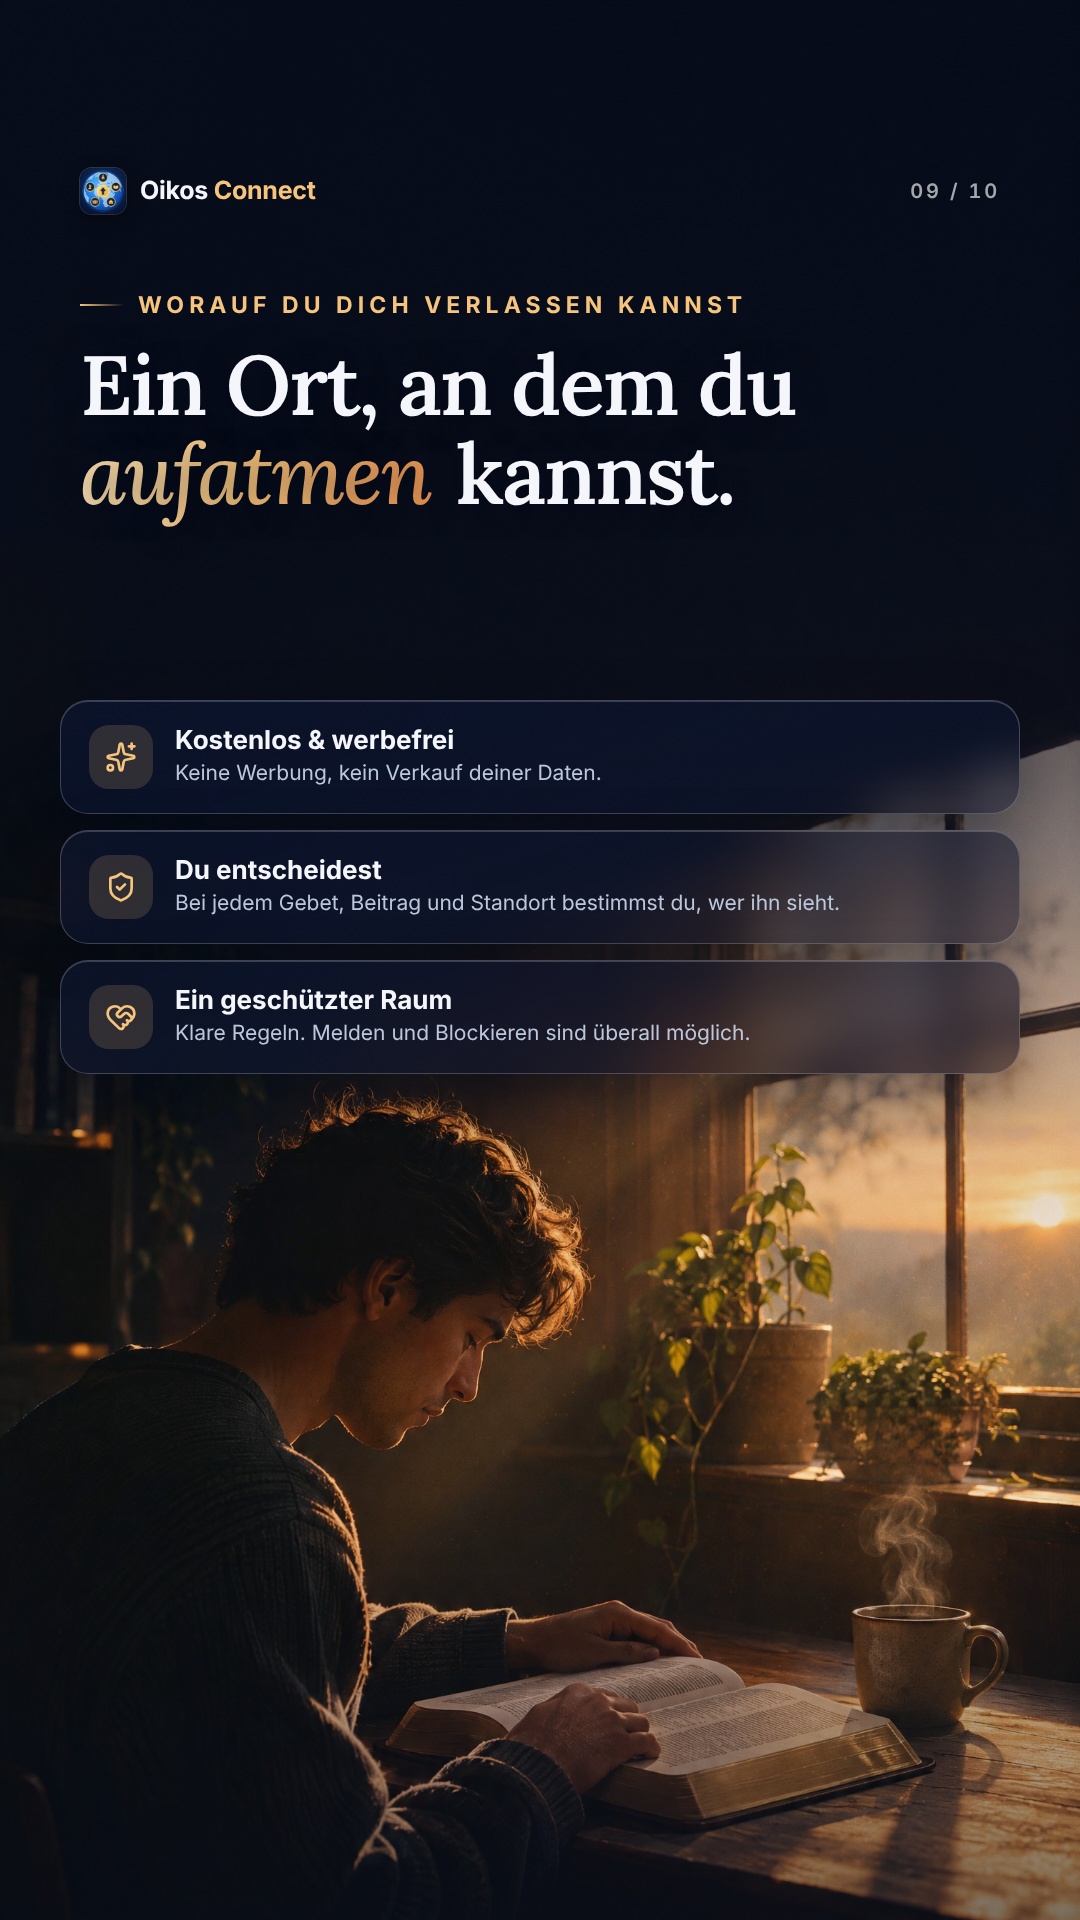 Oikos Connect
09 / 10
WORAUF DU DICH VERLASSEN KANNST
Ein Ort, an dem du
aufatmen kannst.
Kostenlos & werbefrei
Keine Werbung, kein Verkauf deiner Daten.
Du entscheidest
Bei jedem Gebet, Beitrag und Standort bestimmst du, wer ihn sieht.
Ein geschützter Raum
Klare Regeln. Melden und Blockieren sind überall möglich.